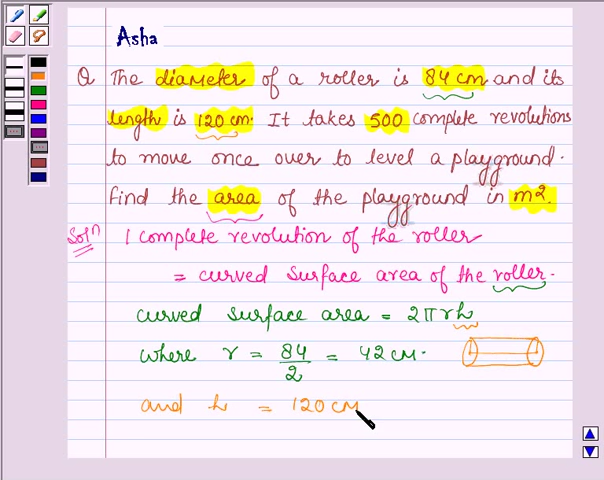 Asha
Q The diameter of a roller is 84 cm and its
length is 120 cm. It takes 500 complete revolutions
to move once over to level a playground.
Find the area of the playground in m².
Solⁿ 1 complete revolution of the roller
= curved surface area of the roller.
curved surface area = 2πrh
where r = 84/2 = 42 cm.
and h = 120 cm